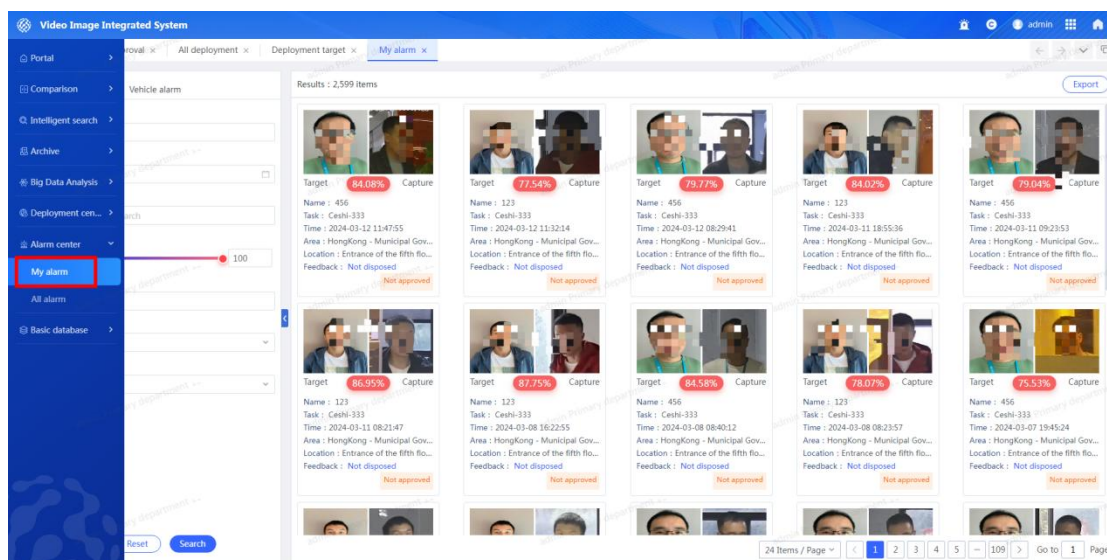 Video Image Integrated System
admin
roval × All deployment × Deployment target × My alarm ×
Portal
Comparison
Intelligent search
Archive
Big Data Analysis
Deployment cen...
Alarm center
My alarm
All alarm
Basic database
Vehicle alarm
arch
100
Reset Search
Results : 2,599 items
Export
Target 84.08% Capture
Name : 456
Task : Ceshi-333
Time : 2024-03-12 11:47:55
Area : HongKong - Municipal Gov...
Location : Entrance of the fifth flo...
Feedback : Not disposed
Not approved
Target 77.54% Capture
Name : 123
Task : Ceshi-333
Time : 2024-03-12 11:32:14
Area : HongKong - Municipal Gov...
Location : Entrance of the fifth flo...
Feedback : Not disposed
Not approved
Target 79.77% Capture
Name : 456
Task : Ceshi-333
Time : 2024-03-12 08:29:41
Area : HongKong - Municipal Gov...
Location : Entrance of the fifth flo...
Feedback : Not disposed
Not approved
Target 84.02% Capture
Name : 123
Task : Ceshi-333
Time : 2024-03-11 18:55:36
Area : HongKong - Municipal Gov...
Location : Entrance of the fifth flo...
Feedback : Not disposed
Not approved
Target 79.04% Capture
Name : 456
Task : Ceshi-333
Time : 2024-03-11 09:23:53
Area : HongKong - Municipal Gov...
Location : Entrance of the fifth flo...
Feedback : Not disposed
Not approved
Target 86.95% Capture
Name : 123
Task : Ceshi-333
Time : 2024-03-11 08:21:47
Area : HongKong - Municipal Gov...
Location : Entrance of the fifth flo...
Feedback : Not disposed
Not approved
Target 87.75% Capture
Name : 123
Task : Ceshi-333
Time : 2024-03-08 16:22:55
Area : HongKong - Municipal Gov...
Location : Entrance of the fifth flo...
Feedback : Not disposed
Not approved
Target 84.58% Capture
Name : 456
Task : Ceshi-333
Time : 2024-03-08 08:40:12
Area : HongKong - Municipal Gov...
Location : Entrance of the fifth flo...
Feedback : Not disposed
Not approved
Target 78.07% Capture
Name : 123
Task : Ceshi-333
Time : 2024-03-08 08:23:57
Area : HongKong - Municipal Gov...
Location : Entrance of the fifth flo...
Feedback : Not disposed
Not approved
Target 75.53% Capture
Name : 456
Task : Ceshi-333
Time : 2024-03-07 19:45:24
Area : HongKong - Municipal Gov...
Location : Entrance of the fifth flo...
Feedback : Not disposed
Not approved
24 Items / Page < 1 2 3 4 5 ··· 109 > Go to 1 Page